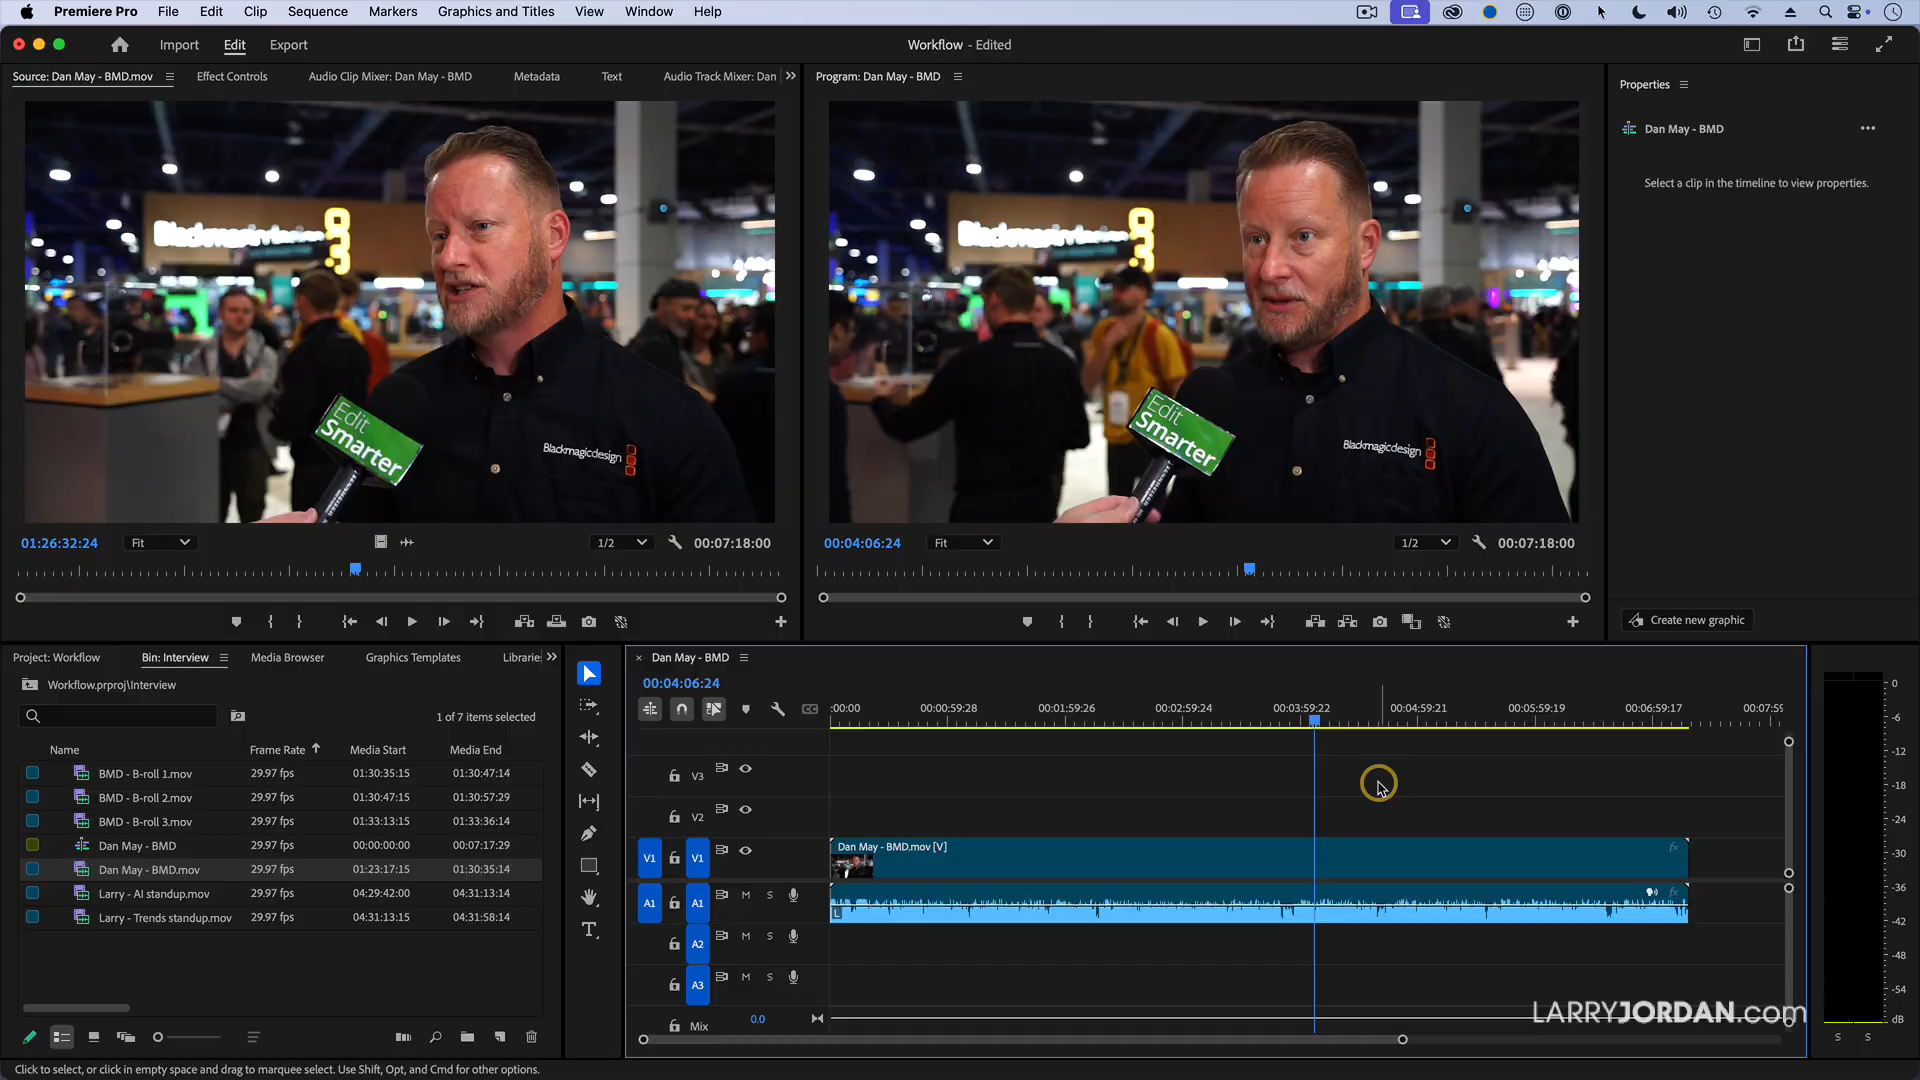 Premiere Pro File Edit Clip Sequence Markers Graphics and Titles View Window Help
Import Edit Export Workflow - Edited
Source: Dan May - BMD.mov Effect Controls Audio Clip Mixer: Dan May - BMD Metadata Text Audio Track Mixer: Dan
Program: Dan May - BMD
Properties
Dan May - BMD
Select a clip in the timeline to view properties.
Edit
Smarter
Blackmagicdesign
Edit
Smarter
Blackmagicdesign
01:26:32:24 Fit 1/2 00:07:18:00
00:04:06:24 Fit 1/2 00:07:18:00
Create new graphic
Project: Workflow Bin: Interview Media Browser Graphics Templates Librarie:
Workflow.prproj\Interview
1 of 7 items selected
Name Frame Rate Media Start Media End
BMD - B-roll 1.mov 29.97 fps 01:30:35:15 01:30:47:14
BMD - B-roll 2.mov 29.97 fps 01:30:47:15 01:30:57:29
BMD - B-roll 3.mov 29.97 fps 01:33:13:15 01:33:36:14
Dan May - BMD 29.97 fps 00:00:00:00 00:07:17:29
Dan May - BMD.mov 29.97 fps 01:23:17:15 01:30:35:14
Larry - AI standup.mov 29.97 fps 04:29:42:00 04:31:13:14
Larry - Trends standup.mov 29.97 fps 04:31:13:15 04:31:58:14
Dan May - BMD
00:04:06:24
:00:00 00:00:59:28 00:01:59:26 00:02:59:24 00:03:59:22 00:04:59:21 00:05:59:19 00:06:59:17 00:07:59
V3
V2
V1 V1
Dan May - BMD.mov [V] fx
A1 A1 M S
L fx
A2 M S
A3 M S
Mix 0.0
0
-6
-12
-18
-24
-30
-36
-42
-48
-54
dB
S S
LARRYJORDAN.com
Click to select, or click in empty space and drag to marquee select. Use Shift, Opt, and Cmd for other options.